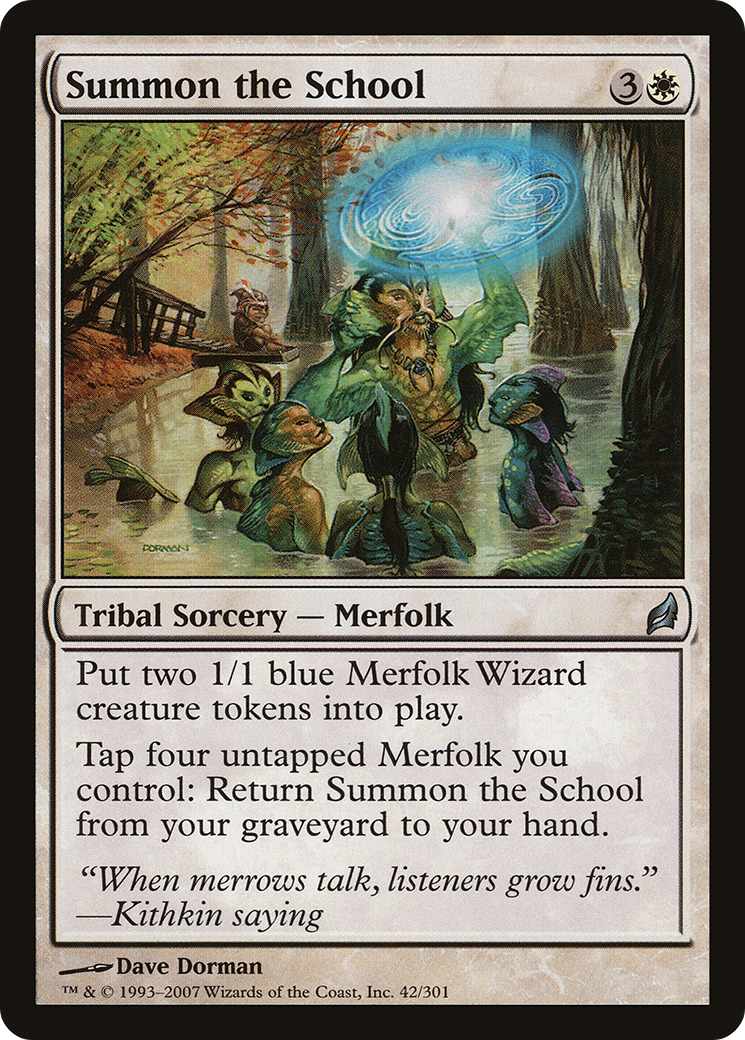 Summon the School 3
DORMAN
Tribal Sorcery — Merfolk
Put two 1/1 blue Merfolk Wizard
creature tokens into play.
Tap four untapped Merfolk you
control: Return Summon the School
from your graveyard to your hand.
“When merrows talk, listeners grow fins.”
—Kithkin saying
Dave Dorman
™ & © 1993–2007 Wizards of the Coast, Inc. 42/301